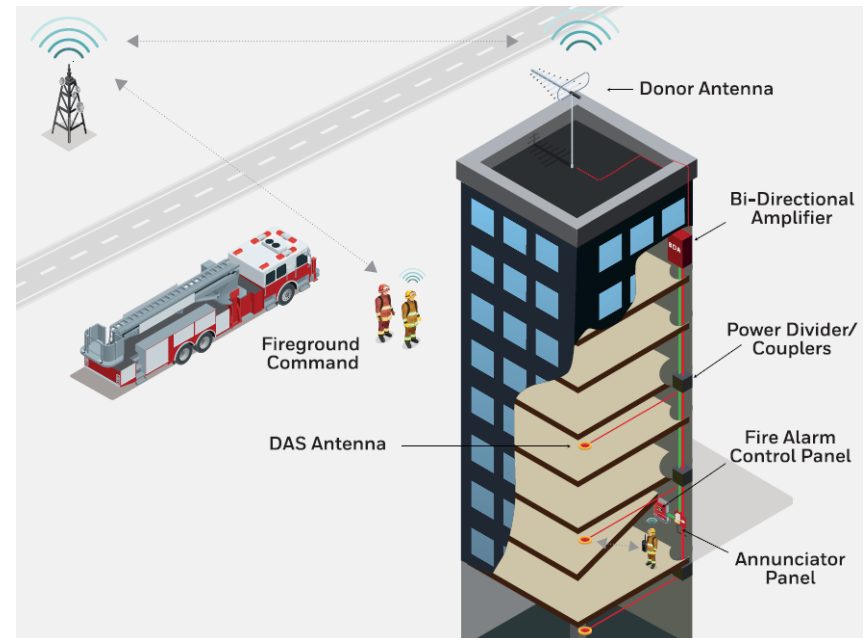 Donor Antenna
Bi-Directional
Amplifier
BDA
Power Divider/
Couplers
Fireground
Command
DAS Antenna
Fire Alarm
Control Panel
Annunciator
Panel